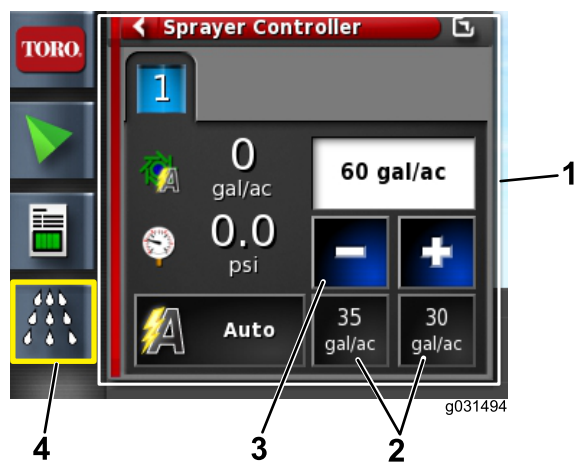 TORO.
Sprayer Controller
1
0
gal/ac
60 gal/ac
0.0
psi
- +
A Auto
35
gal/ac
30
gal/ac
g031494
1
2
3
4